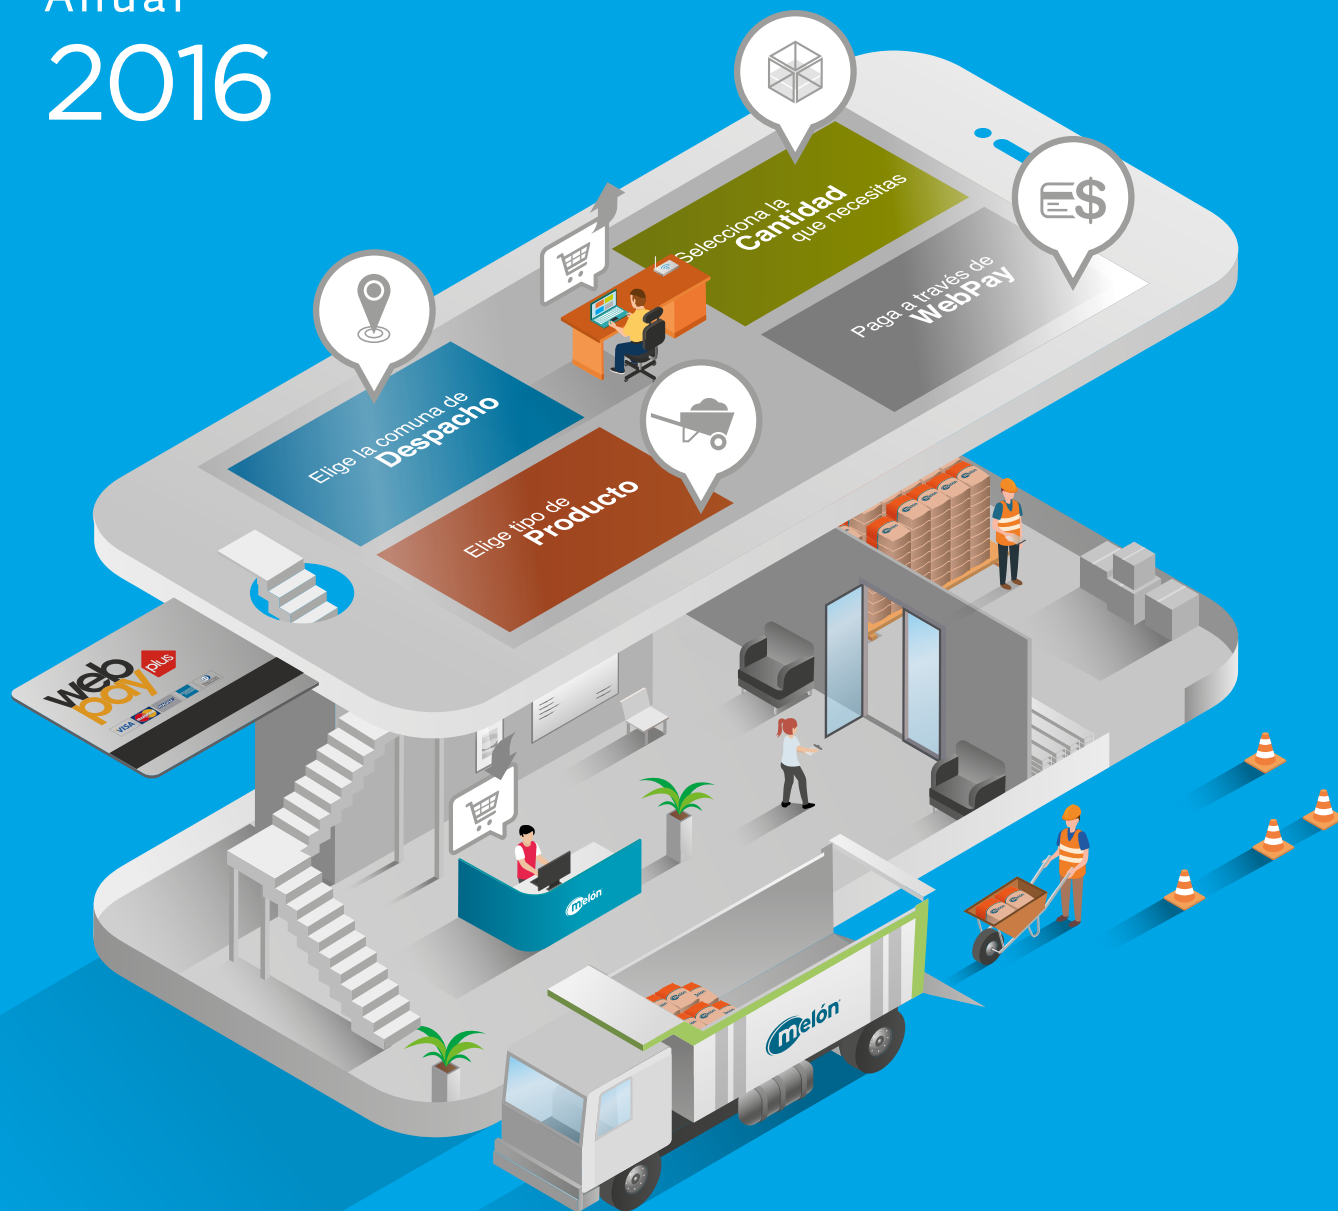 Anual
2016
Selecciona la
Cantidad
que necesitas
Paga a través de
WebPay
Elige la comuna de
Despacho
Elige tipo de
Producto
web
pay
plus
VISA
melón
melón